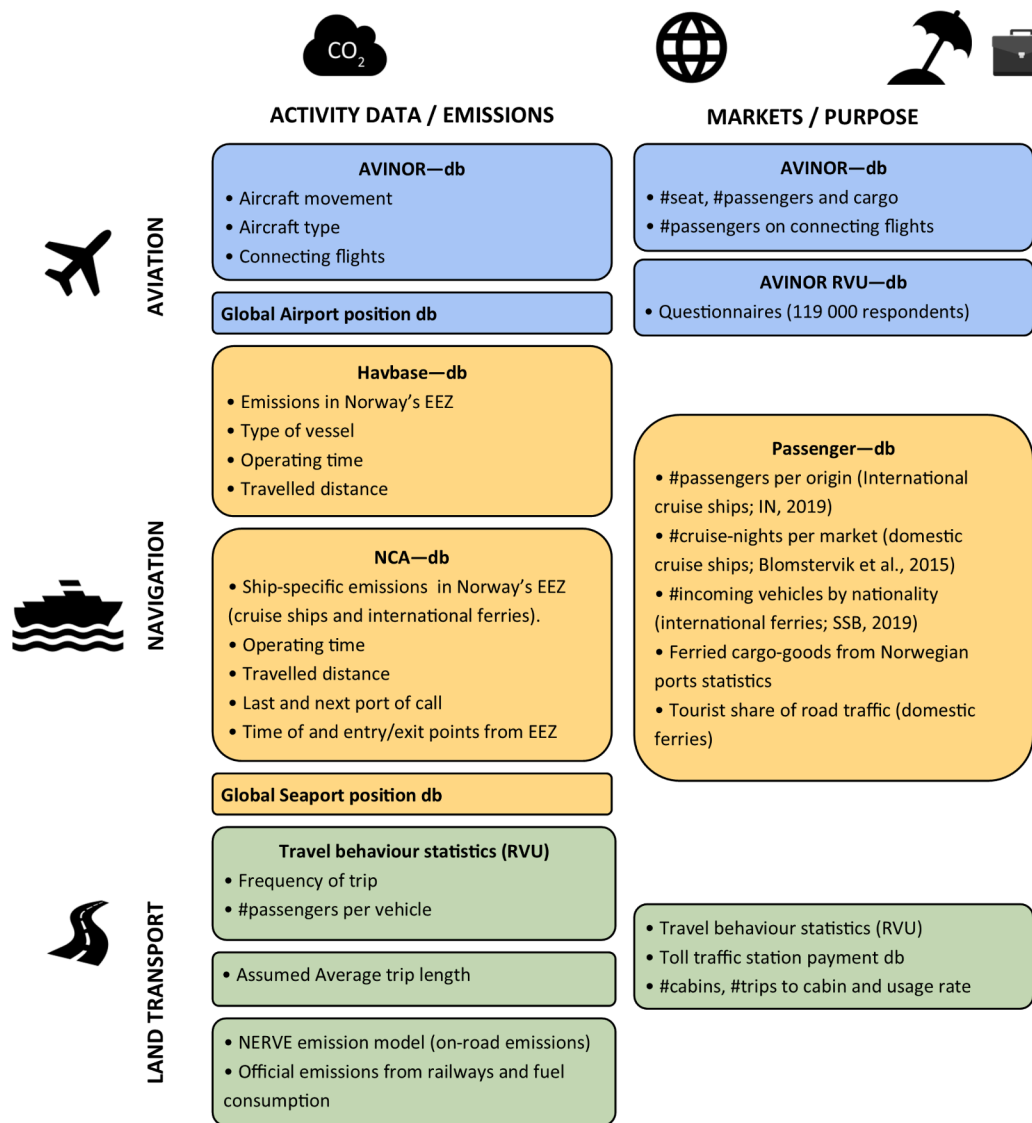 CO2
ACTIVITY DATA / EMISSIONS
MARKETS / PURPOSE
AVIATION
AVINOR—db
• Aircraft movement
• Aircraft type
• Connecting flights
Global Airport position db
AVINOR—db
• #seat, #passengers and cargo
• #passengers on connecting flights
AVINOR RVU—db
• Questionnaires (119 000 respondents)
NAVIGATION
Havbase—db
• Emissions in Norway's EEZ
• Type of vessel
• Operating time
• Travelled distance
NCA—db
• Ship-specific emissions in Norway's EEZ
(cruise ships and international ferries).
• Operating time
• Travelled distance
• Last and next port of call
• Time of and entry/exit points from EEZ
Global Seaport position db
Passenger—db
• #passengers per origin (International
cruise ships; IN, 2019)
• #cruise-nights per market (domestic
cruise ships; Blomstervik et al., 2015)
• #incoming vehicles by nationality
(international ferries; SSB, 2019)
• Ferried cargo-goods from Norwegian
ports statistics
• Tourist share of road traffic (domestic
ferries)
LAND TRANSPORT
Travel behaviour statistics (RVU)
• Frequency of trip
• #passengers per vehicle
• Assumed Average trip length
• NERVE emission model (on-road emissions)
• Official emissions from railways and fuel
consumption
• Travel behaviour statistics (RVU)
• Toll traffic station payment db
• #cabins, #trips to cabin and usage rate